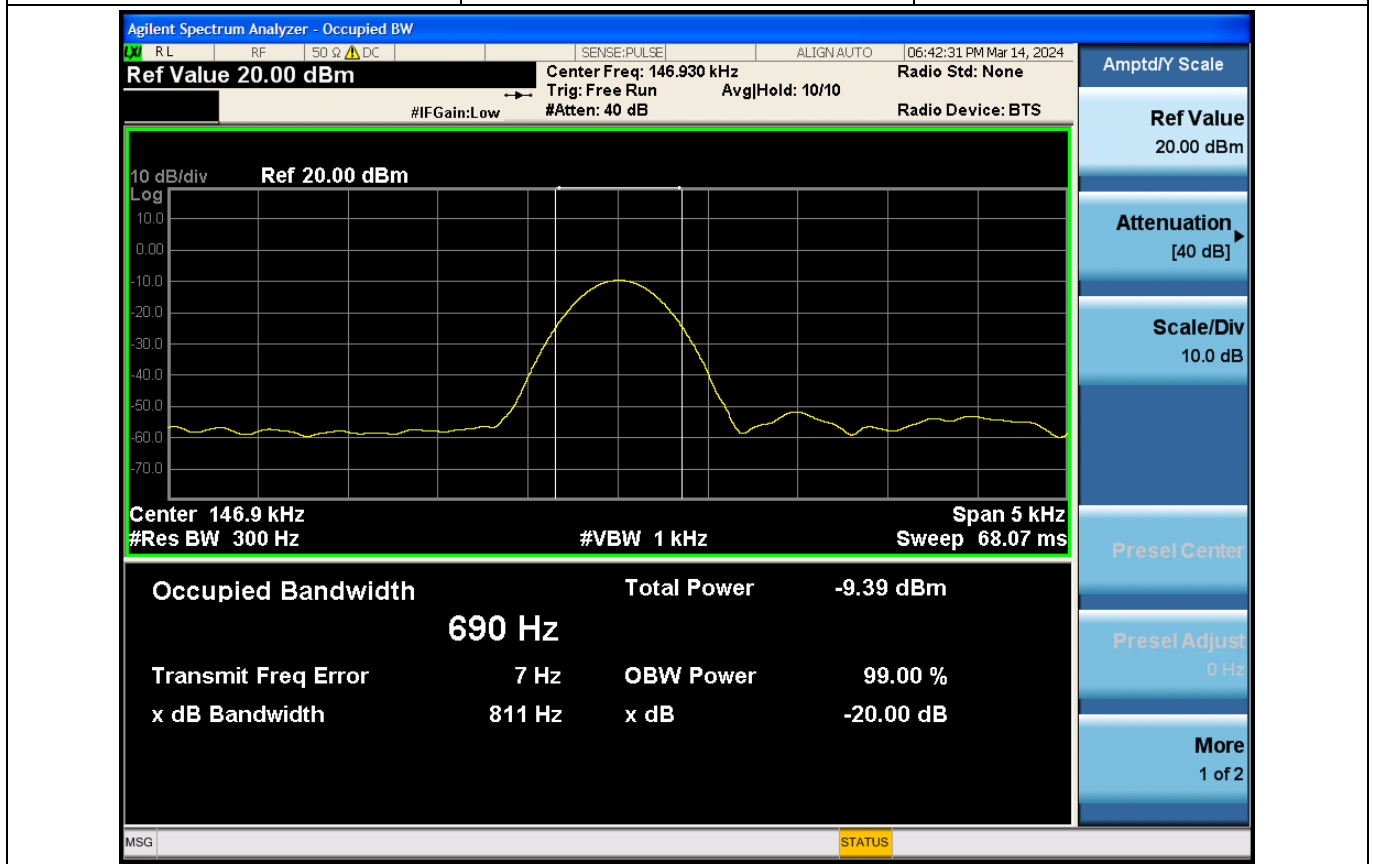 Agilent Spectrum Analyzer - Occupied BW
LXI RL RF 50 Ω DC SENSE:PULSE ALIGN AUTO 06:42:31 PM Mar 14, 2024
Ref Value 20.00 dBm Center Freq: 146.930 kHz Radio Std: None
Trig: Free Run Avg|Hold: 10/10
#IFGain:Low #Atten: 40 dB Radio Device: BTS
10 dB/div Ref 20.00 dBm
Log
10.0
0.00
-10.0
-20.0
-30.0
-40.0
-50.0
-60.0
-70.0
Center 146.9 kHz Span 5 kHz
#Res BW 300 Hz #VBW 1 kHz Sweep 68.07 ms
Occupied Bandwidth Total Power -9.39 dBm
690 Hz
Transmit Freq Error 7 Hz OBW Power 99.00 %
x dB Bandwidth 811 Hz x dB -20.00 dB
MSG STATUS
Amptd/Y Scale
Ref Value
20.00 dBm
Attenuation
[40 dB]
Scale/Div
10.0 dB
Presel Center
Presel Adjust
0 Hz
More
1 of 2